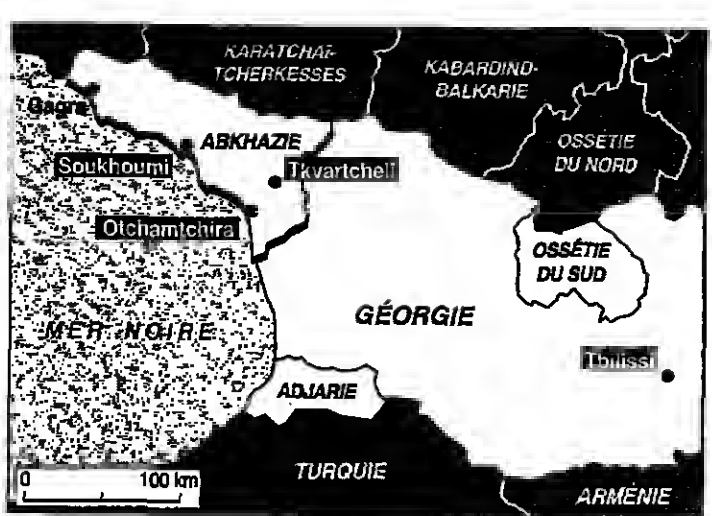 KARATCHAÏ-
TCHERKESSES
KABARDINO-
BALKARIE
Gagra
ABKHAZIE
OSSÉTIE
DU NORD
Soukhoumi
Tkvartcheli
Otchamtchira
OSSÉTIE
DU SUD
GÉORGIE
MER NOIRE
Tbilissi
ADJARIE
TURQUIE
0 100 km
ARMÉNIE